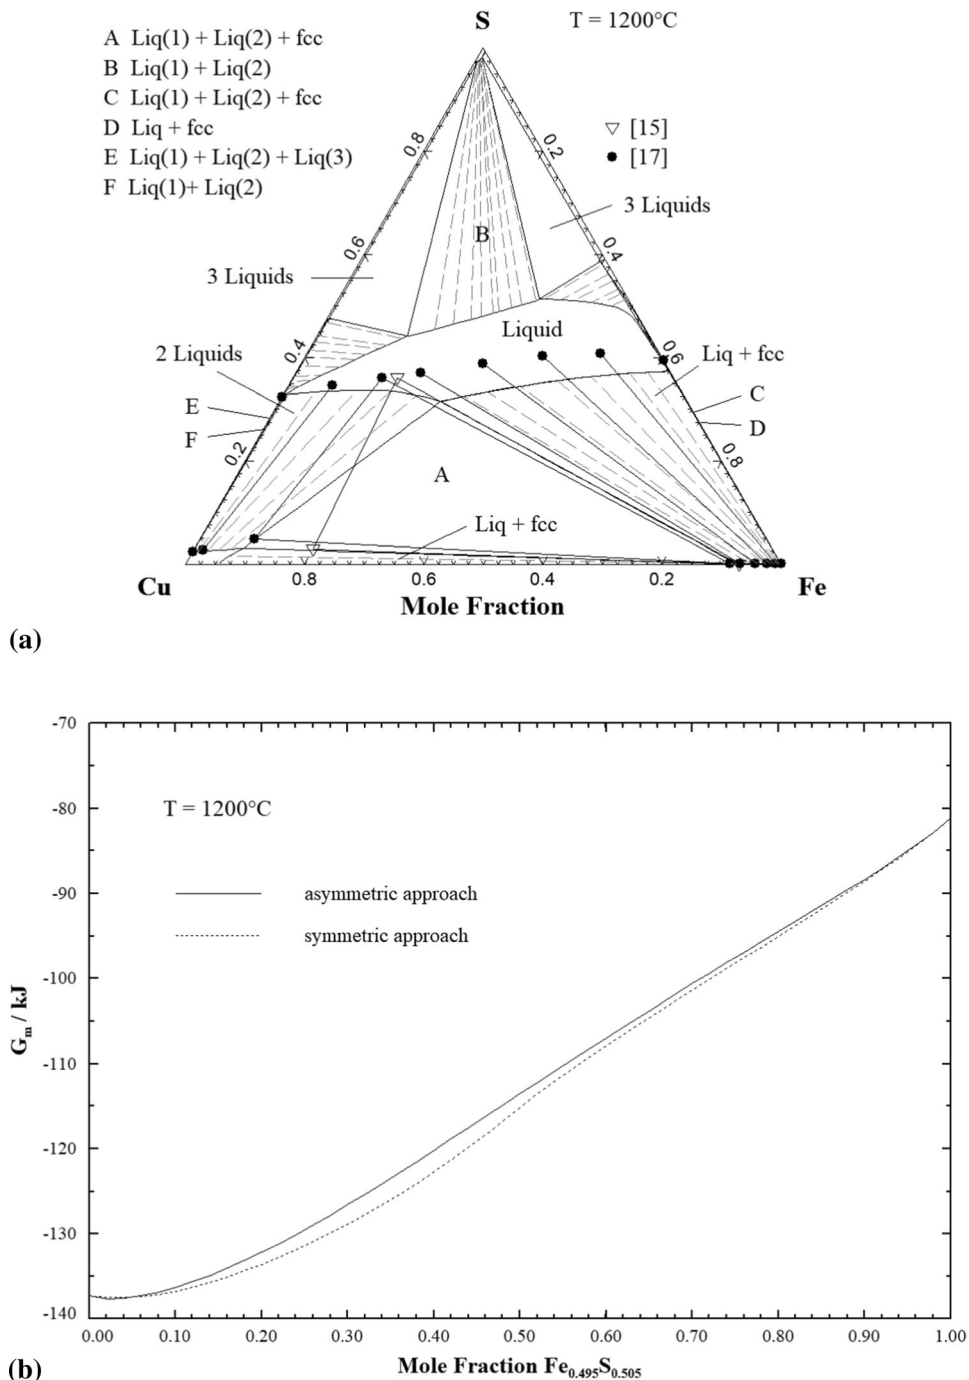 S
T = 1200°C
A Liq(1) + Liq(2) + fcc
B Liq(1) + Liq(2)
C Liq(1) + Liq(2) + fcc
D Liq + fcc
E Liq(1) + Liq(2) + Liq(3)
F Liq(1)+ Liq(2)
[15]
[17]
0.8
0.2
3 Liquids
B
0.6
0.4
3 Liquids
Liquid
0.4
0.6
2 Liquids
Liq + fcc
E
C
F
D
0.2
0.8
A
Liq + fcc
Cu
0.8
0.6
0.4
0.2
Fe
Mole Fraction
(a)
-70
T = 1200°C
-80
asymmetric approach
-90
symmetric approach
-100
Gm / kJ
-110
-120
-130
-140
0.00 0.10 0.20 0.30 0.40 0.50 0.60 0.70 0.80 0.90 1.00
Mole Fraction Fe0.495S0.505
(b)